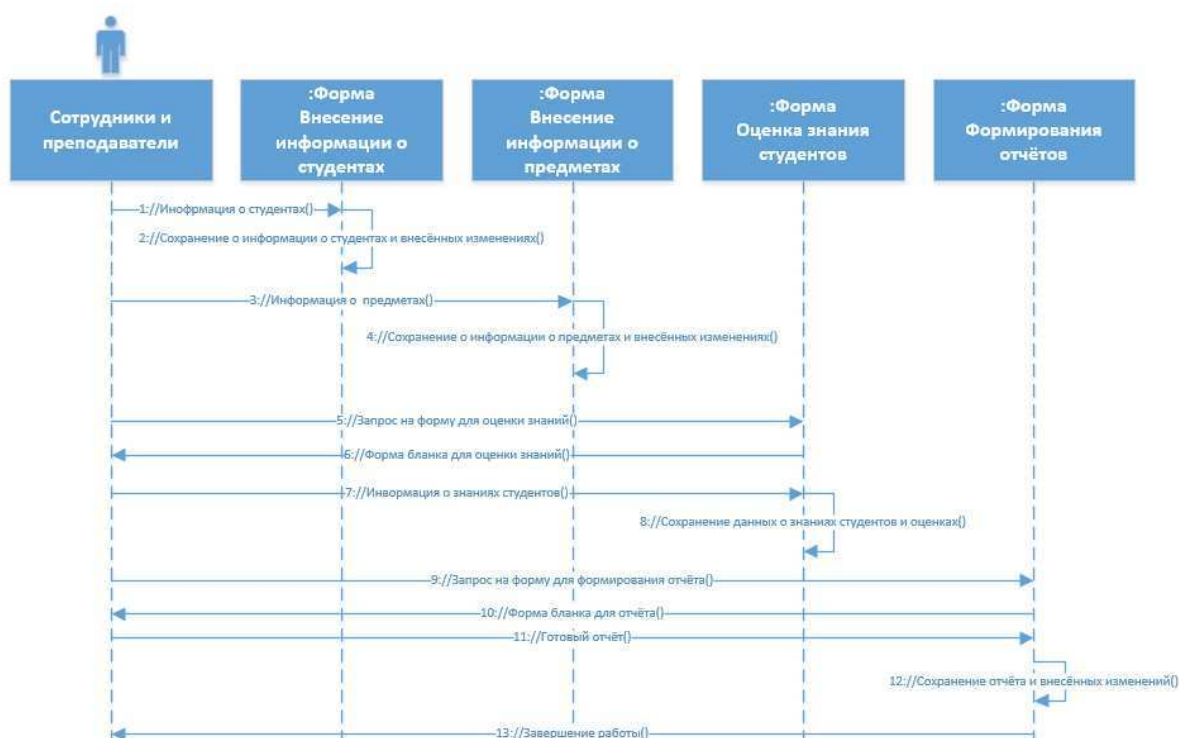 Сотрудники и
преподаватели
:Форма
Внесение
информации о
студентах
:Форма
Внесение
информации о
предметах
:Форма
Оценка знания
студентов
:Форма
Формирования
отчётов
1://Инофрмация о студентах()
2://Сохранение о информации о студентах и внесённых изменениях()
3://Информация о предметах()
4://Сохранение о информации о предметах и внесённых изменениях()
5://Запрос на форму для оценки знаний()
6://Форма бланка для оценки знаний()
7://Инвормация о знаниях студентов()
8://Сохранение данных о знаниях студентов и оценках()
9://Запрос на форму для формирования отчёта()
10://Форма бланка для отчёта()
11://Готовый отчёт()
12://Сохранение отчёта и внесённых изменений()
13://Завершение работы()